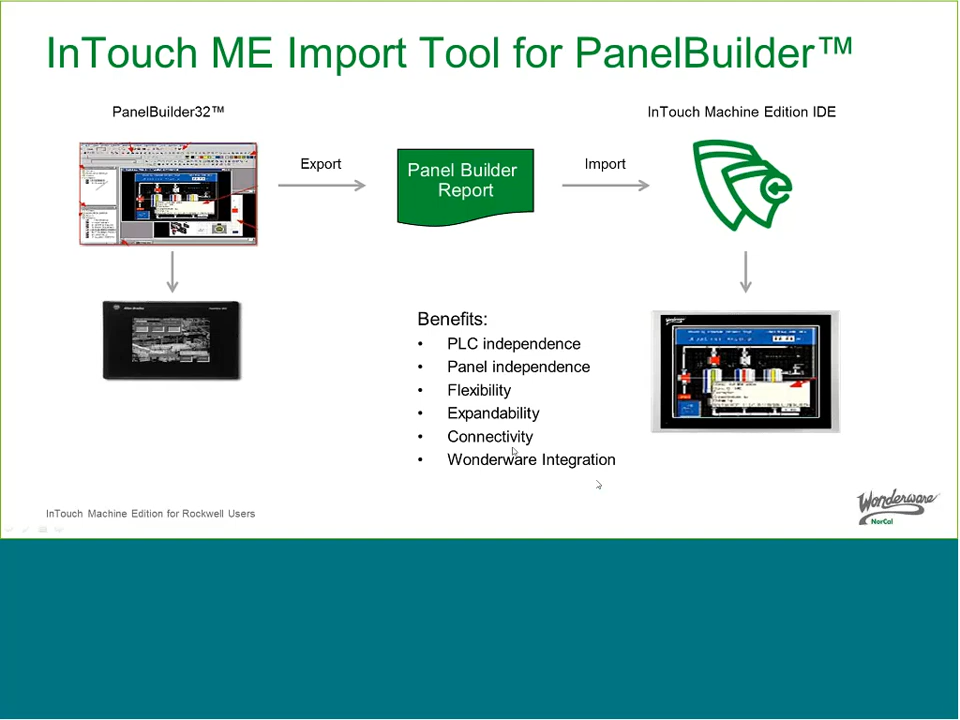 InTouch ME Import Tool for PanelBuilder™
PanelBuilder32™
InTouch Machine Edition IDE
Export
Panel Builder
Report
Import
Benefits:
• PLC independence
• Panel independence
• Flexibility
• Expandability
• Connectivity
• Wonderware Integration
InTouch Machine Edition for Rockwell Users
Wonderware
NorCal